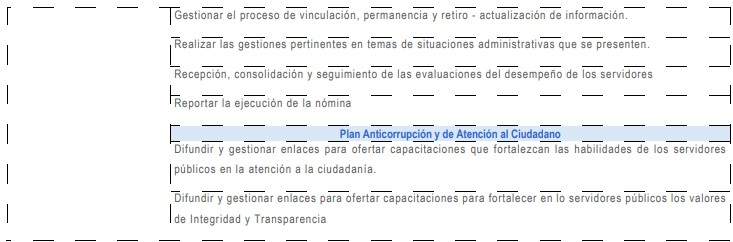 Gestionar el proceso de vinculación, permanencia y retiro - actualización de información.
Realizar las gestiones pertinentes en temas de situaciones administrativas que se presenten.
Recepción, consolidación y seguimiento de las evaluaciones del desempeño de los servidores
Reportar la ejecución de la nómina
Plan Anticorrupción y de Atención al Ciudadano
Difundir y gestionar enlaces para ofertar capacitaciones que fortalezcan las habilidades de los servidores
públicos en la atención a la ciudadanía.
Difundir y gestionar enlaces para ofertar capacitaciones para fortalecer en lo servidores públicos los valores
de Integridad y Transparencia